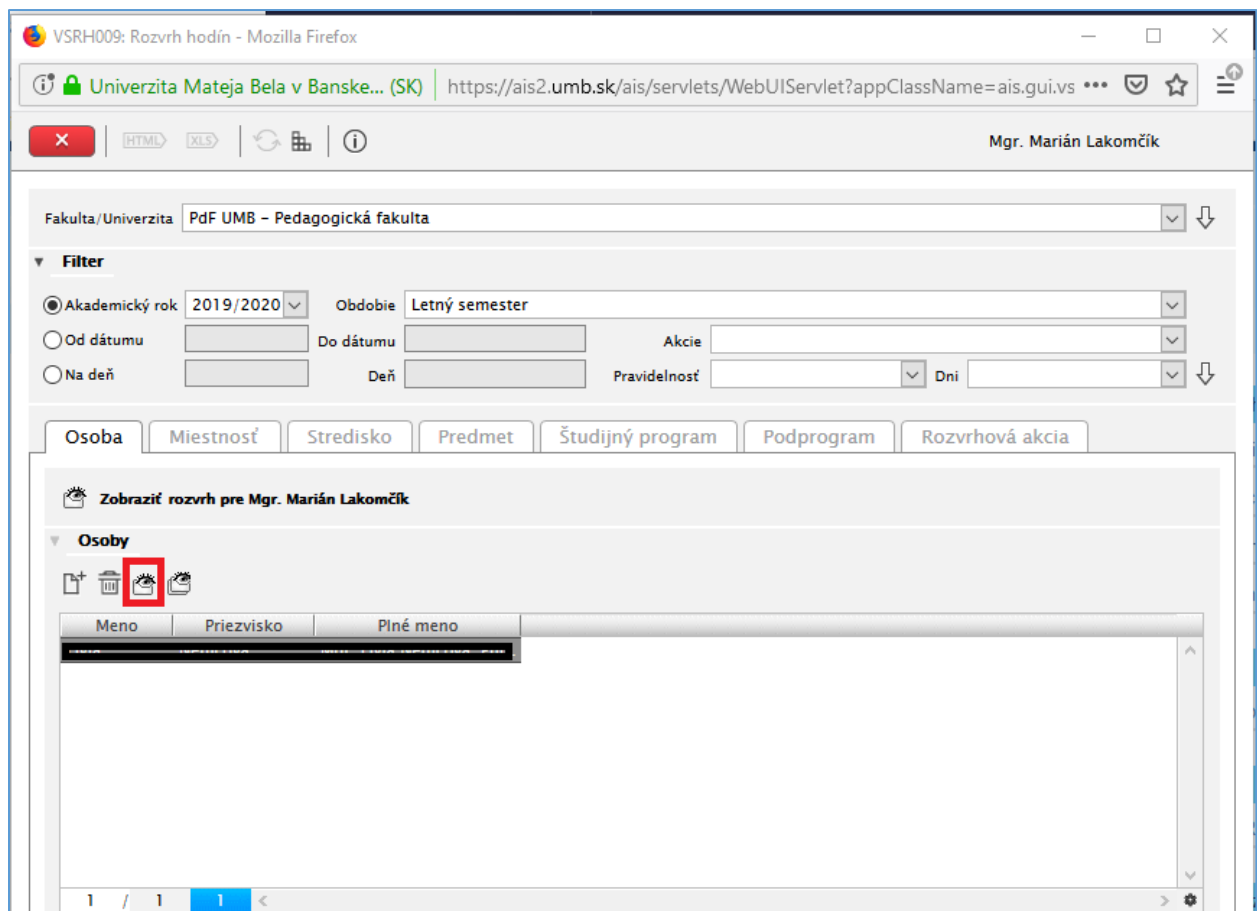 VSRH009: Rozvrh hodín - Mozilla Firefox
Univerzita Mateja Bela v Banske... (SK) https://ais2.umb.sk/ais/servlets/WebUIServlet?appClassName=ais.gui.vs
HTML XLS Mgr. Marián Lakomčík
Fakulta/Univerzita PdF UMB – Pedagogická fakulta
Filter
Akademický rok 2019/2020 Obdobie Letný semester
Od dátumu Do dátumu Akcie
Na deň Deň Pravidelnosť Dni
Osoba Miestnosť Stredisko Predmet Študijný program Podprogram Rozvrhová akcia
Zobraziť rozvrh pre Mgr. Marián Lakomčík
Osoby
Meno Priezvisko Plné meno
1 / 1 1